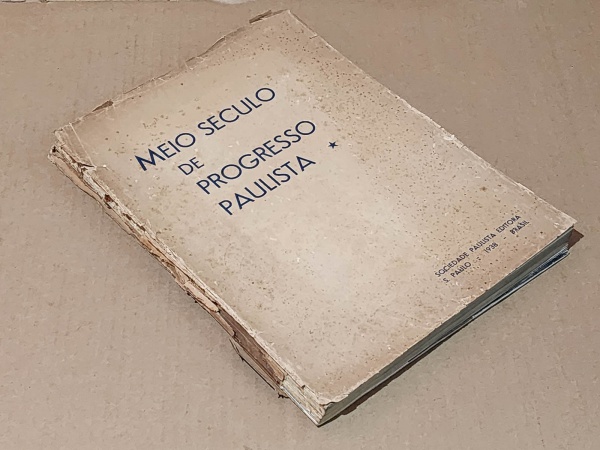 MEIO SECULO
DE
PROGRESSO
PAULISTA
SOCIEDADE PAULISTA EDITORA
S. PAULO - 1938 - BRASIL